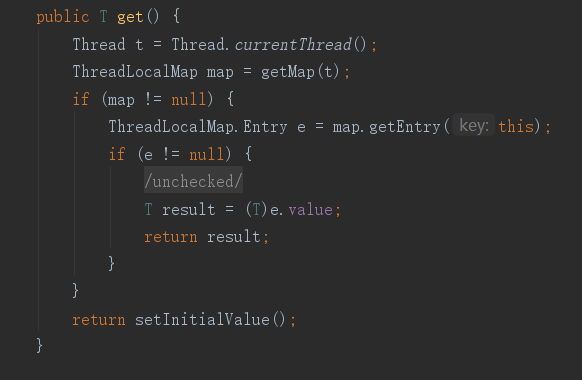 public T get() {
Thread t = Thread.currentThread();
ThreadLocalMap map = getMap(t);
if (map != null) {
ThreadLocalMap.Entry e = map.getEntry( key: this);
if (e != null) {
/unchecked/
T result = (T)e.value;
return result;
}
}
return setInitialValue();
}